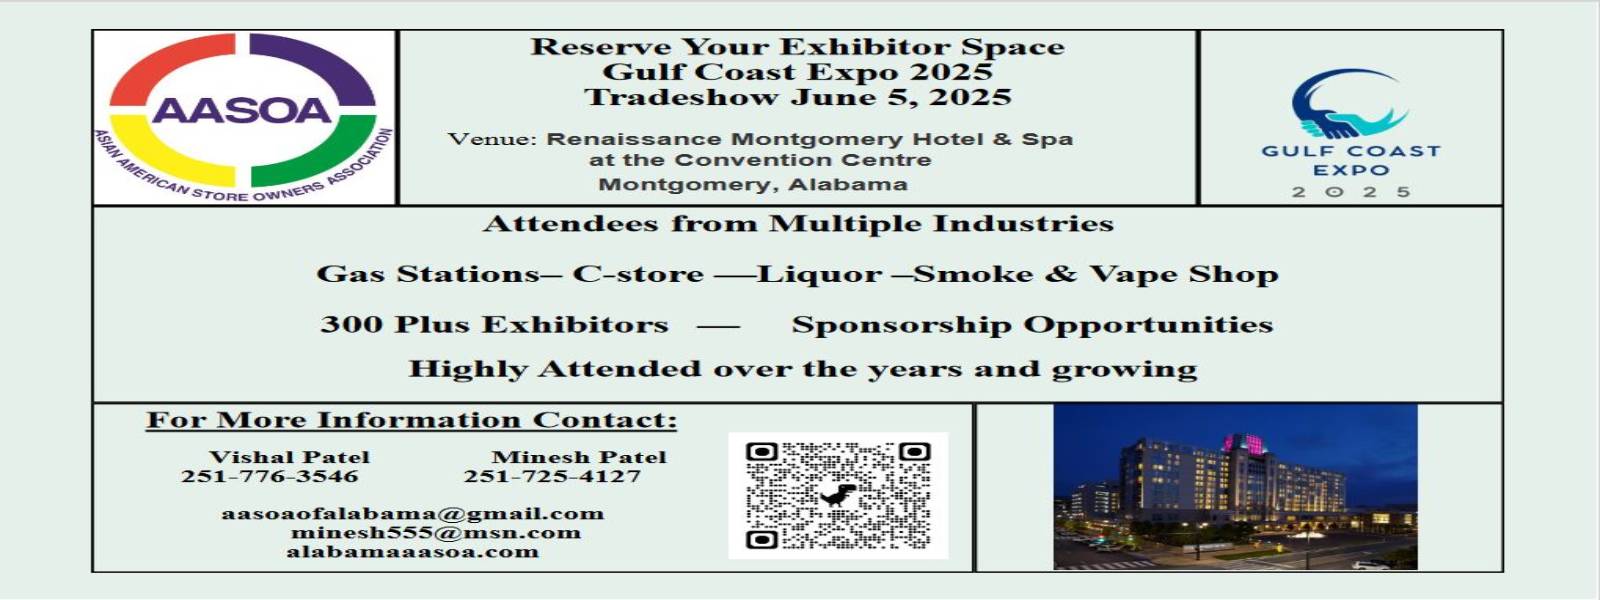 AASOA
ASIAN AMERICAN STORE OWNERS ASSOCIATION
Reserve Your Exhibitor Space
Gulf Coast Expo 2025
Tradeshow June 5, 2025
Venue: Renaissance Montgomery Hotel & Spa
at the Convention Centre
Montgomery, Alabama
GULF COAST
EXPO
2025
Attendees from Multiple Industries
Gas Stations– C-store —Liquor –Smoke & Vape Shop
300 Plus Exhibitors — Sponsorship Opportunities
Highly Attended over the years and growing
For More Information Contact:
Vishal Patel Minesh Patel
251-776-3546 251-725-4127
aasoaofalabama@gmail.com
minesh555@msn.com
alabamaaasoa.com